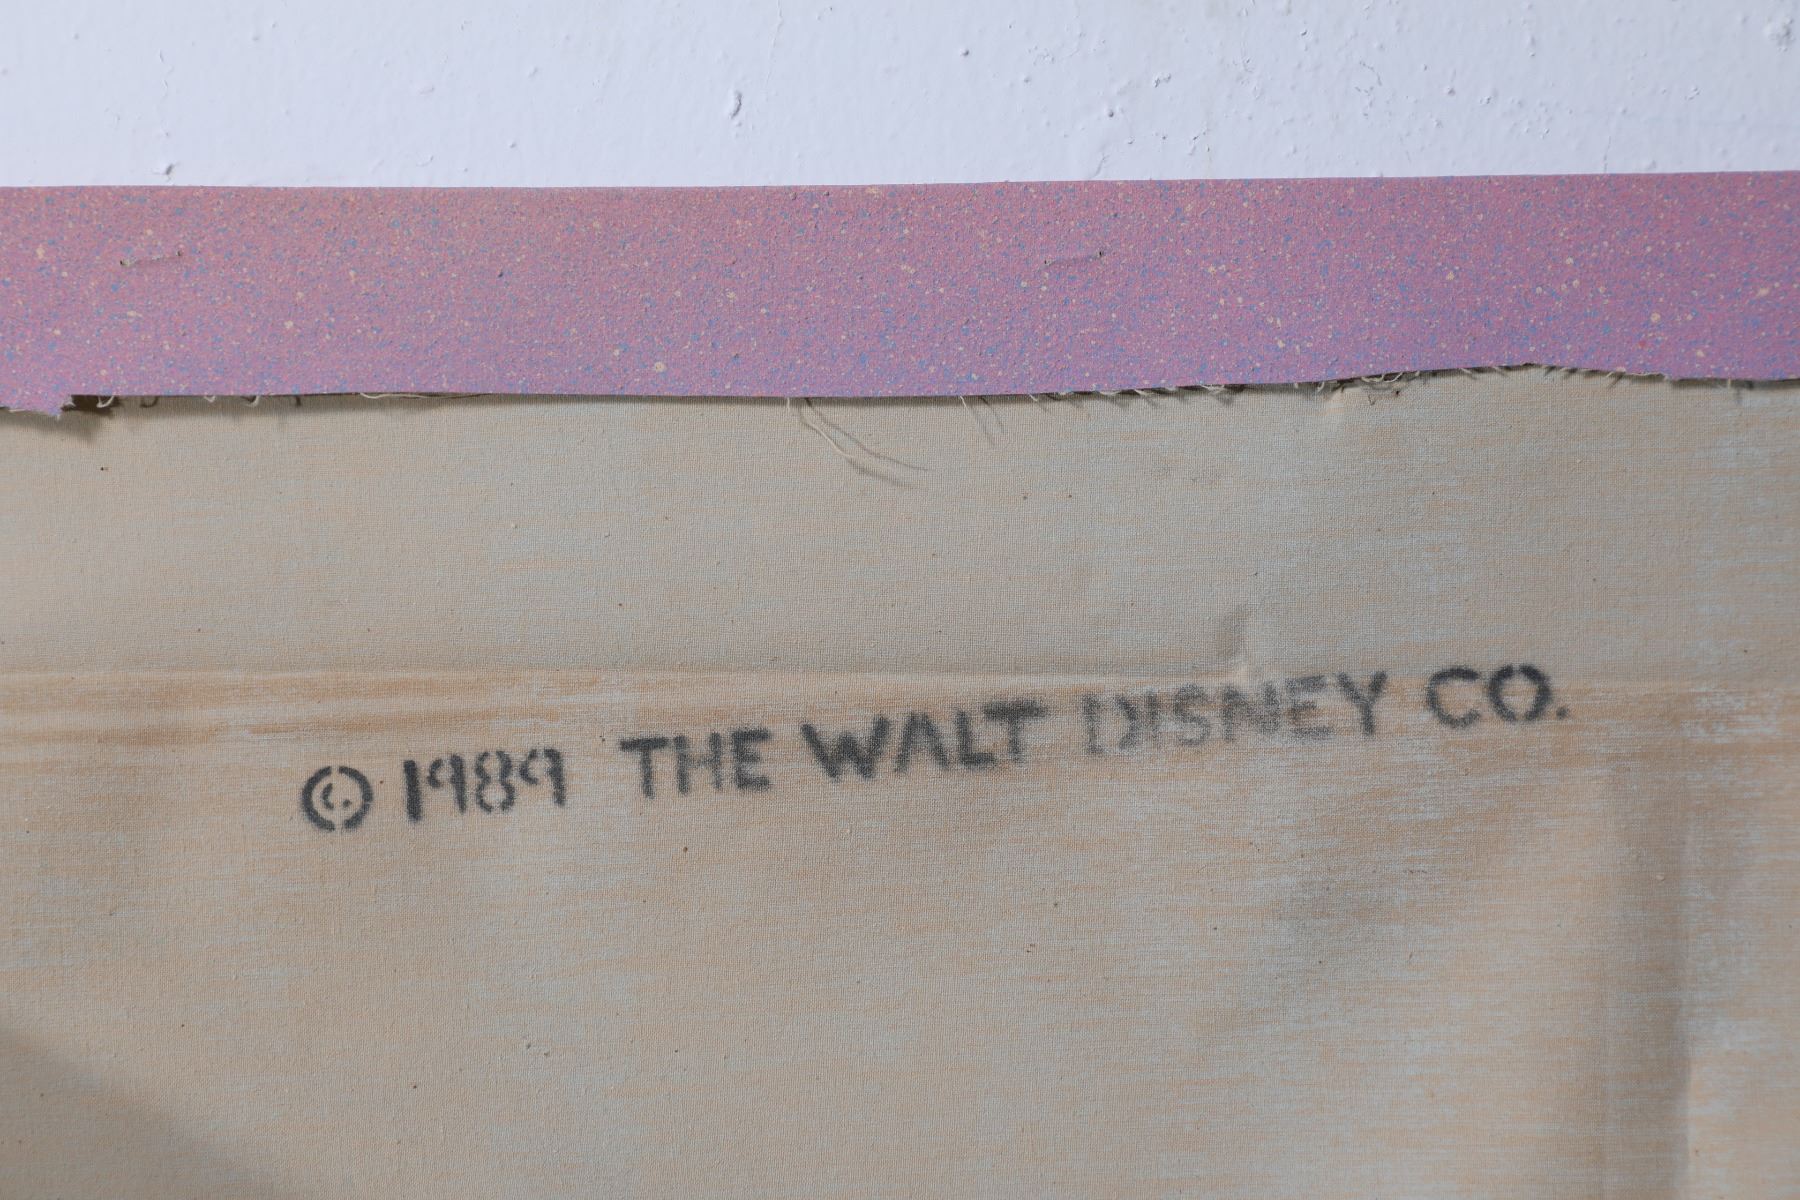 © 1989 THE WALT DISNEY CO.